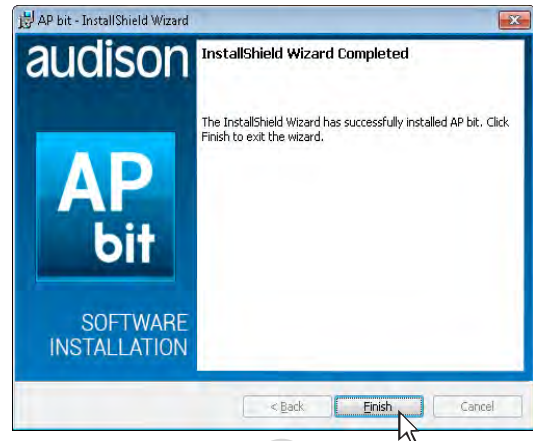 AP bit - InstallShield Wizard
audison
InstallShield Wizard Completed
The InstallShield Wizard has successfully installed AP bit. Click
Finish to exit the wizard.
AP
bit
SOFTWARE
INSTALLATION
< Back
Finish
Cancel